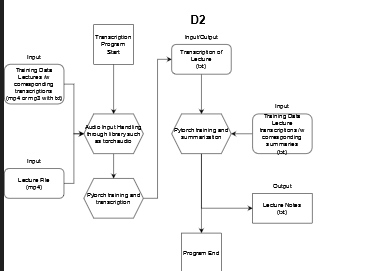 D2
Transcription
Program
Start
Input/Output
Transcription of
Lecture
(txt)
Input
Training Data
Lectures /w
corresponding
transcriptions
(mp4 or mp3 with txt)
Audio Input Handling
through library such
as torchaudio
Pytorch training and
summarization
Input
Training Data
Lecture
transcriptions /w
corresponding
summaries
(txt)
Input
Lecture File
(mp4)
Pytorch training and
transcription
Output
Lecture Notes
(txt)
Program End